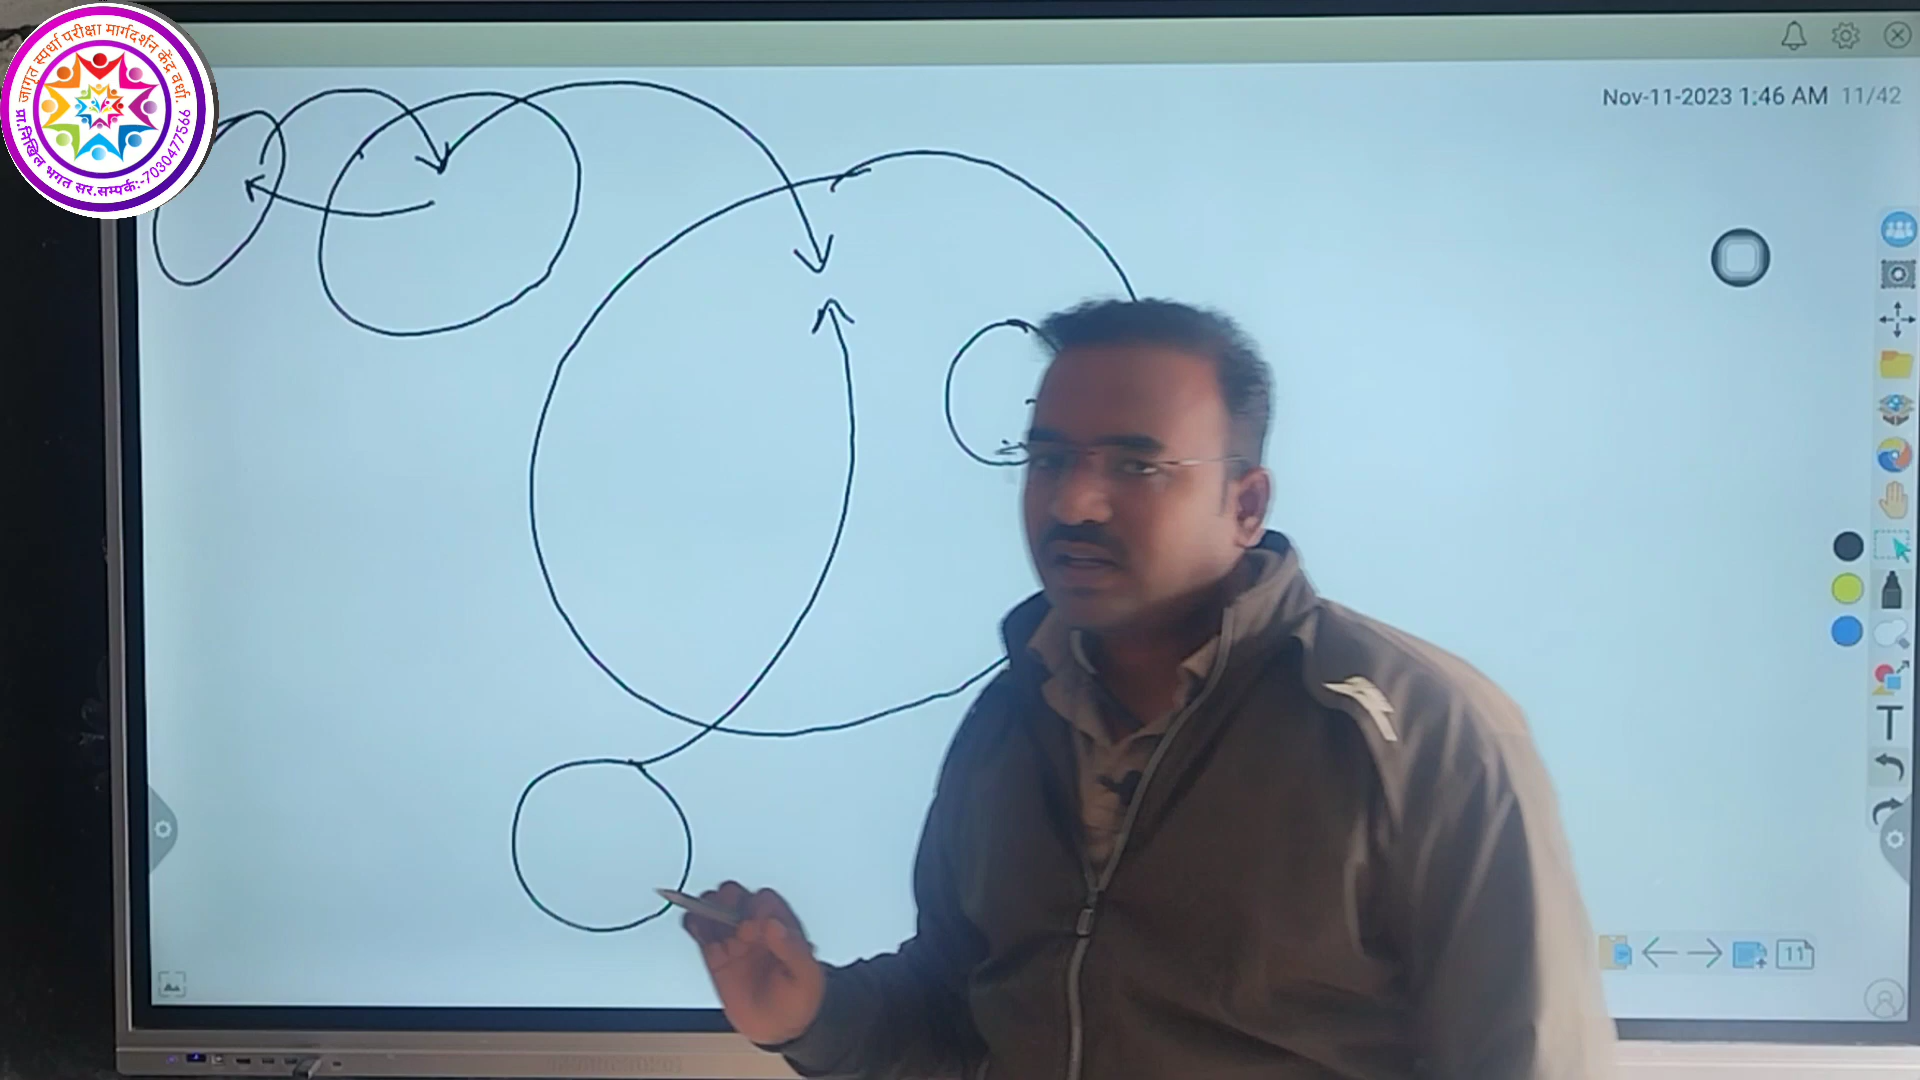 जागृत स्पर्धा परीक्षा मार्गदर्शन केंद्र वर्धा.
प्रा.निखिल भगत सर.सम्पर्क:-7030477566
Nov-11-2023 1:46 AM 11/42
T
11